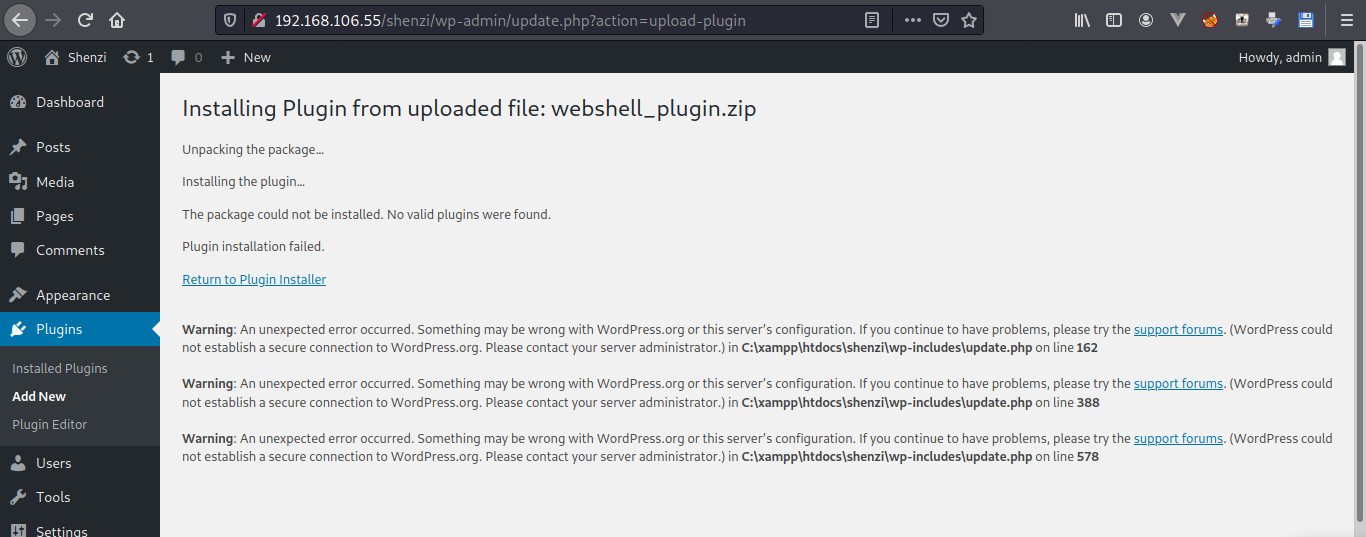 192.168.106.55/shenzi/wp-admin/update.php?action=upload-plugin
Shenzi 1 0 New Howdy, admin
Dashboard
Posts
Media
Pages
Comments
Appearance
Plugins
Installed Plugins
Add New
Plugin Editor
Users
Tools
Settings
Installing Plugin from uploaded file: webshell_plugin.zip
Unpacking the package…
Installing the plugin…
The package could not be installed. No valid plugins were found.
Plugin installation failed.
Return to Plugin Installer
Warning: An unexpected error occurred. Something may be wrong with WordPress.org or this server’s configuration. If you continue to have problems, please try the support forums. (WordPress could
not establish a secure connection to WordPress.org. Please contact your server administrator.) in C:\xampp\htdocs\shenzi\wp-includes\update.php on line 162
Warning: An unexpected error occurred. Something may be wrong with WordPress.org or this server’s configuration. If you continue to have problems, please try the support forums. (WordPress could
not establish a secure connection to WordPress.org. Please contact your server administrator.) in C:\xampp\htdocs\shenzi\wp-includes\update.php on line 388
Warning: An unexpected error occurred. Something may be wrong with WordPress.org or this server’s configuration. If you continue to have problems, please try the support forums. (WordPress could
not establish a secure connection to WordPress.org. Please contact your server administrator.) in C:\xampp\htdocs\shenzi\wp-includes\update.php on line 578